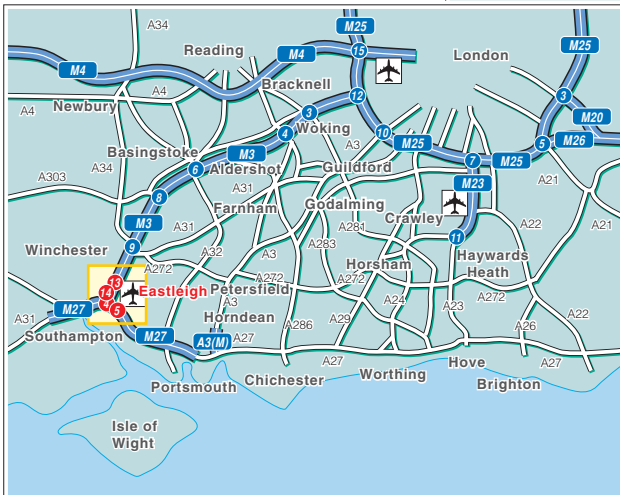 A34
M25
Reading
London
M25
M4
M4
15
Bracknell
A4
A4
12
3
3
M20
Newbury
Woking
4
10
A3
5
M26
A34
Basingstoke
M3
M25
7
M25
A303
6
Aldershot
Guildford
A21
A31
M23
8
Farnham
Godalming
Crawley
A22
A21
M3
A31
A281
11
9
A32
A3
A283
Winchester
Haywards
Heath
A272
Horsham
13
Eastleigh
Petersfield
A272
A272
14
A3
A24
A23
A272
M27
4
5
Horndean
A22
A31
A286
A29
A26
Southampton
M27
A3(M)
A27
A27
A27
Hove
Portsmouth
Chichester
Worthing
Brighton
Isle of
Wight